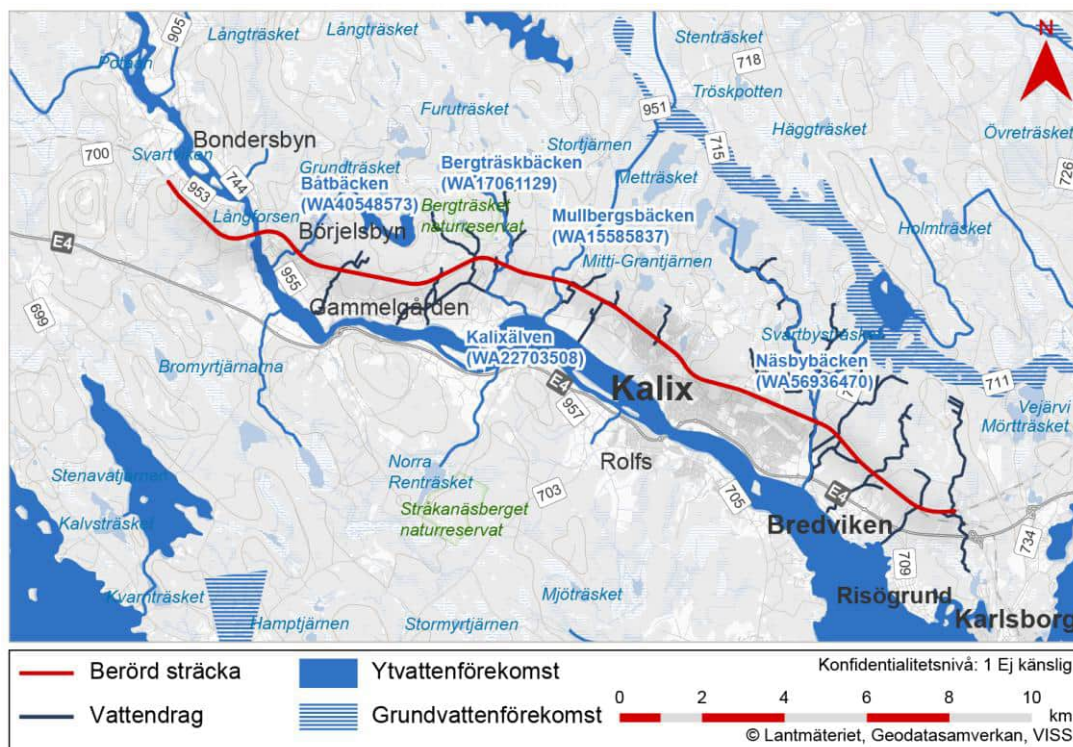 905
Långträsket
Långträsket
Stenträsket
N
Potaån
718
Tröskpotten
Furuträsket
951
Häggträsket
Övreträsket
Bondersbyn
Stortjärnen
715
700
Svartviken
744
Grundträsket
Bergträskbäcken
(WA17061129)
Metträsket
726
953
Båtbäcken
(WA40548573)
Bergträsket
naturreservat
Mullbergsbäcken
(WA15585837)
Långforsen
Börjelsbyn
Holmträsket
E4
Mitti-Grantjärnen
955
699
Gammelgården
Svartbyträsket
Kalixälven
(WA22703508)
Näsbybäcken
(WA56936470)
Bromyrtjärnarna
E4
Kalix
711
957
Vejärvi
Mörtträsket
Rolfs
Norra
Renträsket
Stenavatjärnen
703
705
E4
Stråkanäsberget
naturreservat
Kalvsträsket
Bredviken
734
709
Kvarnträsket
Mjöträsket
Risögrund
Hamptjärnen
Stormyrtjärnen
Karlsborg
Berörd sträcka
Ytvattenförekomst
Konfidentialitetsnivå: 1 Ej känslig
Vattendrag
Grundvattenförekomst
0 2 4 6 8 10
km
© Lantmäteriet, Geodatasamverkan, VISS